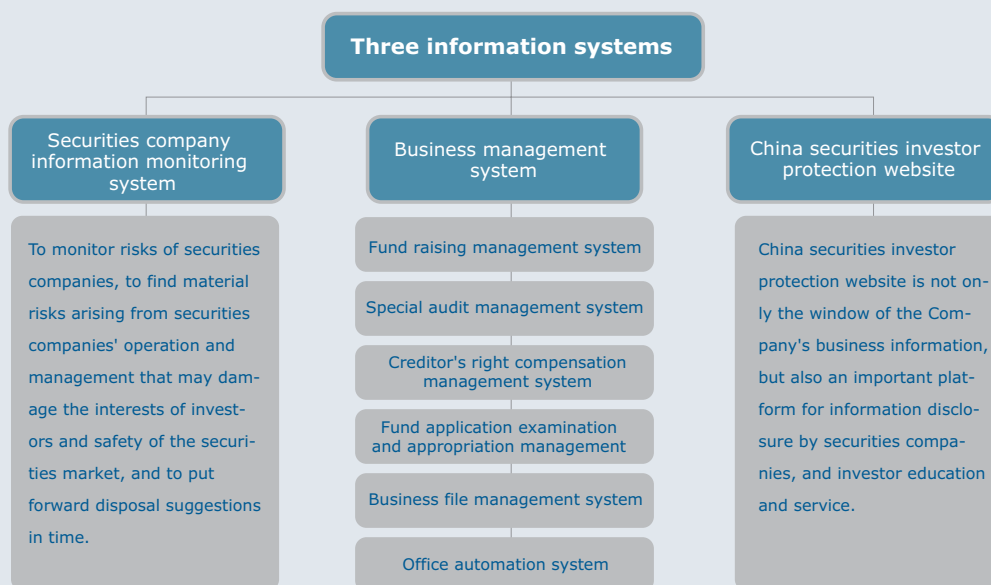 Three information systems
Securities company
information monitoring
system
To monitor risks of securities
companies, to find material
risks arising from securities
companies' operation and
management that may dam-
age the interests of invest-
ors and safety of the securi-
ties market, and to put
forward disposal suggestions
in time.
Business management
system
Fund raising management system
Special audit management system
Creditor's right compensation
management system
Fund application examination
and appropriation management
Business file management system
Office automation system
China securities investor
protection website
China securities investor
protection website is not on-
ly the window of the Com-
pany's business information,
but also an important plat-
form for information disclo-
sure by securities compa-
nies, and investor education
and service.